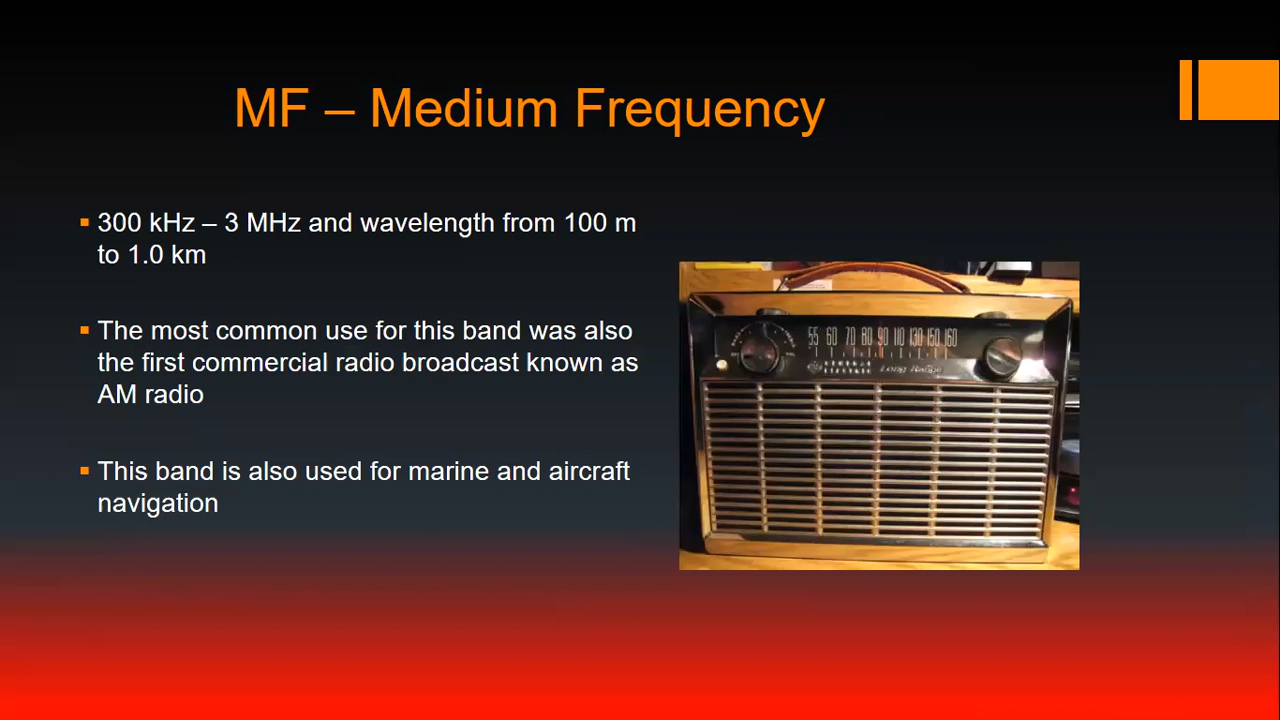 MF – Medium Frequency
▪ 300 kHz – 3 MHz and wavelength from 100 m
to 1.0 km
▪ The most common use for this band was also
the first commercial radio broadcast known as
AM radio
▪ This band is also used for marine and aircraft
navigation
55 60 70 80 90 110 130 150 160
Long Range